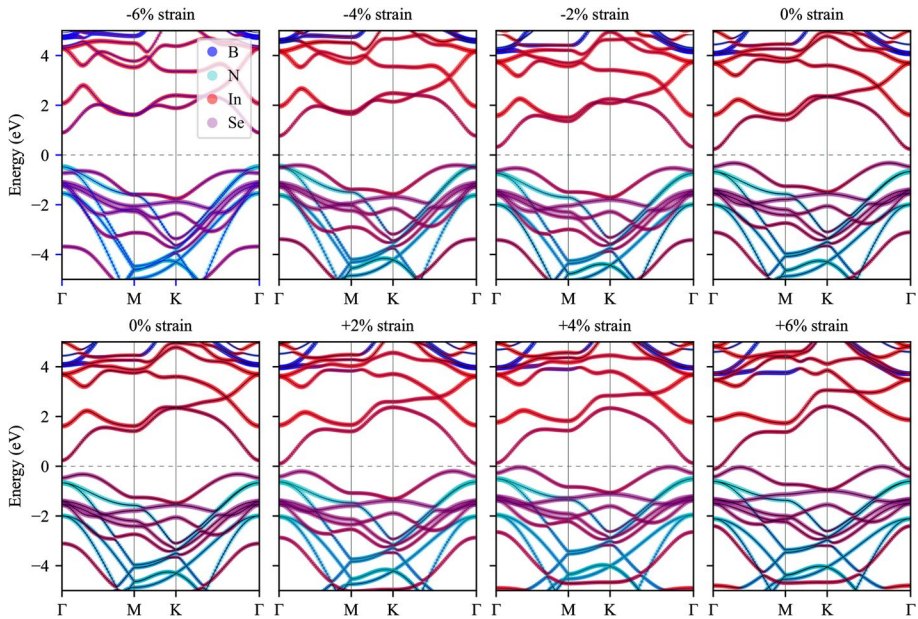 -6% strain -4% strain -2% strain 0% strain
B
N
In
Se
Energy (eV)
4
2
0
−2
−4
Γ M K Γ Γ M K Γ Γ M K Γ Γ M K Γ
0% strain +2% strain +4% strain +6% strain
Energy (eV)
4
2
0
−2
−4
Γ M K Γ Γ M K Γ Γ M K Γ Γ M K Γ